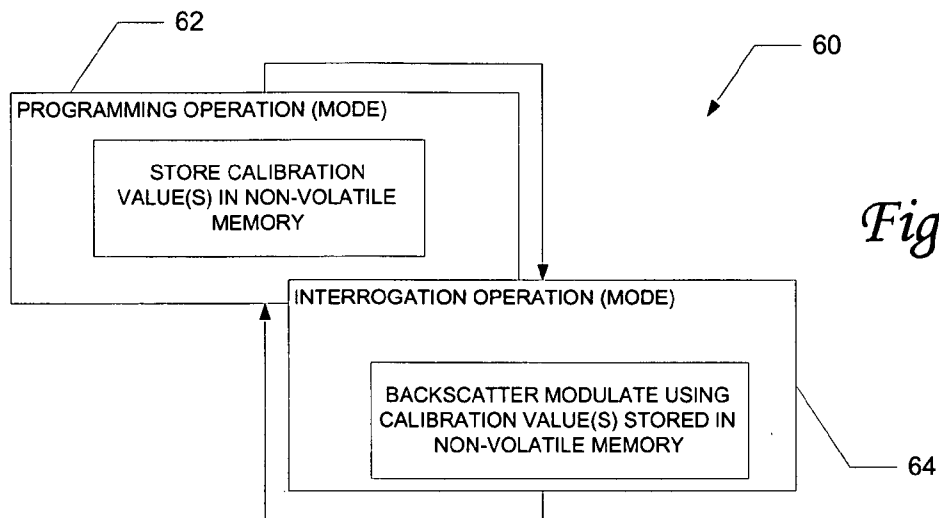 62
60
PROGRAMMING OPERATION (MODE)
STORE CALIBRATION
VALUE(S) IN NON-VOLATILE
MEMORY
Fig
INTERROGATION OPERATION (MODE)
BACKSCATTER MODULATE USING
CALIBRATION VALUE(S) STORED IN
NON-VOLATILE MEMORY
64